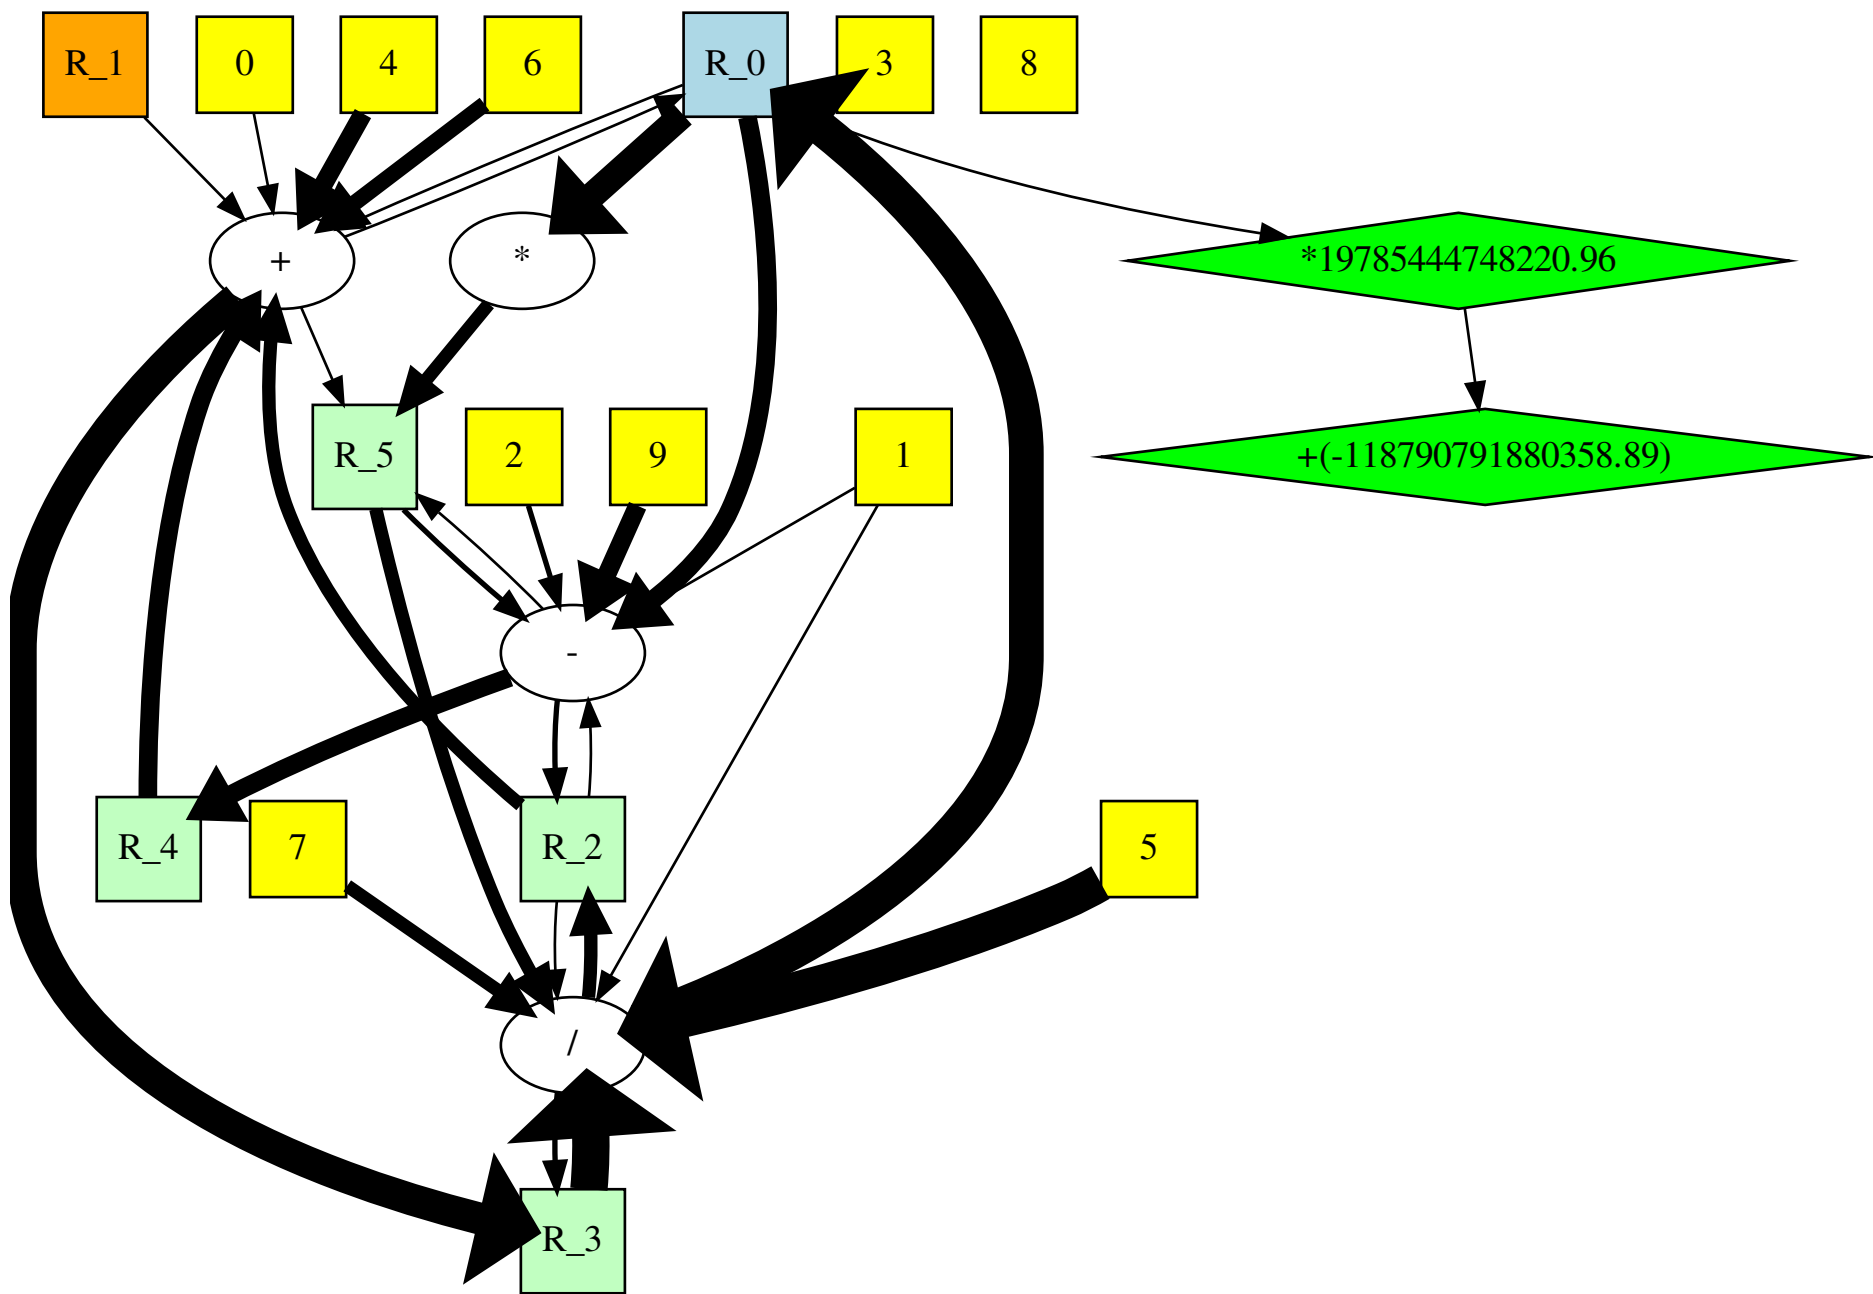 R_1
0
4
6
R_0
3
8
+
*
*19785444748220.96
R_5
2
9
1
+(-118790791880358.89)
-
R_4
7
R_2
5
/
R_3